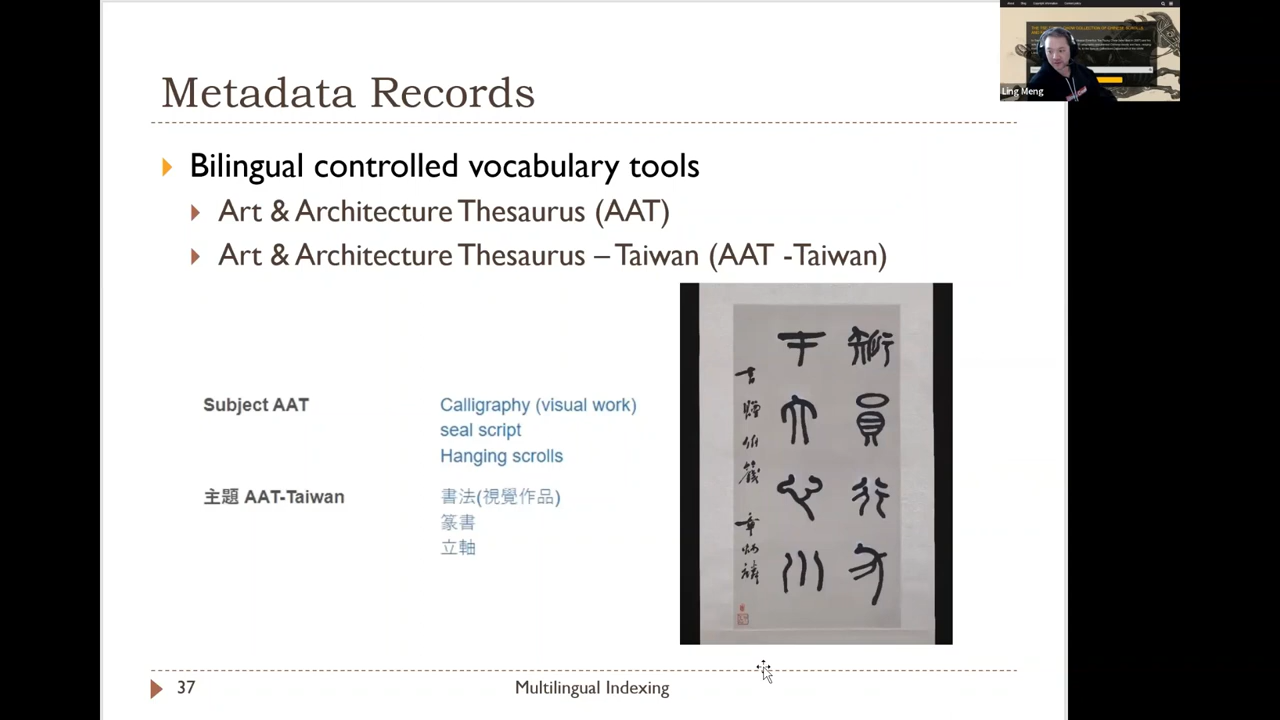 Metadata Records
Bilingual controlled vocabulary tools
Art & Architecture Thesaurus (AAT)
Art & Architecture Thesaurus – Taiwan (AAT -Taiwan)
Subject AAT
Calligraphy (visual work)
seal script
Hanging scrolls
主題 AAT-Taiwan
書法(視覺作品)
篆書
立軸
37
Multilingual Indexing
Ling Meng